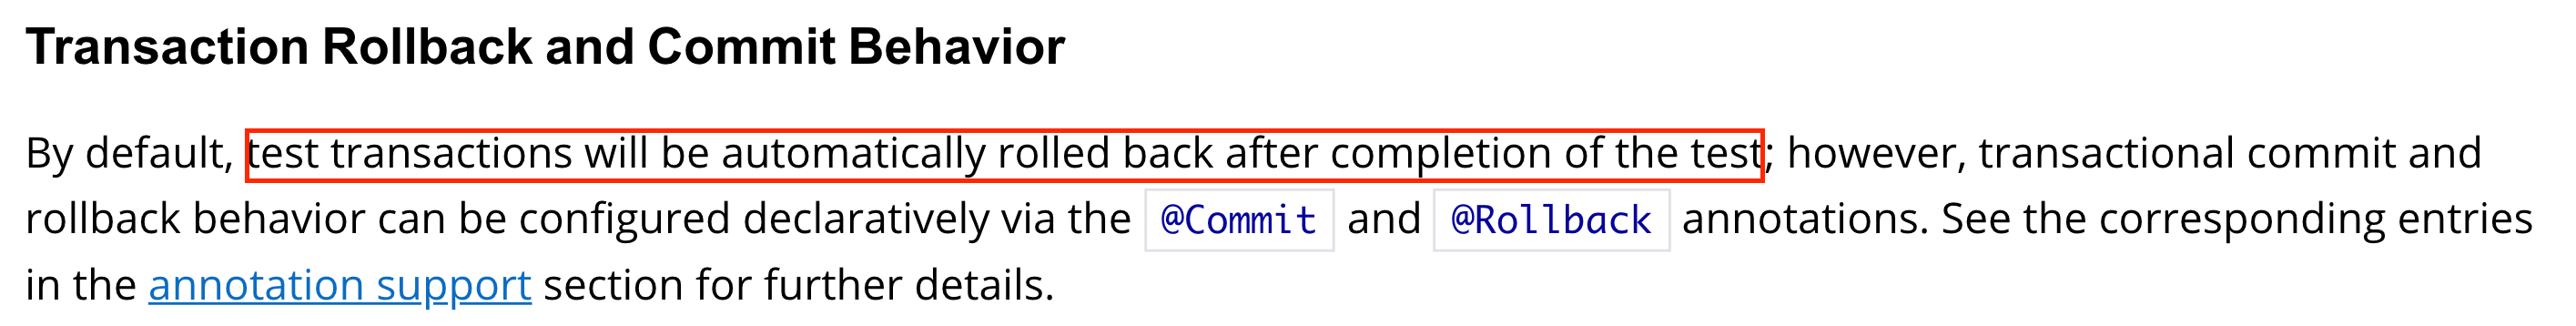 Transaction Rollback and Commit Behavior
By default, test transactions will be automatically rolled back after completion of the test; however, transactional commit and
rollback behavior can be configured declaratively via the @Commit and @Rollback annotations. See the corresponding entries
in the annotation support section for further details.